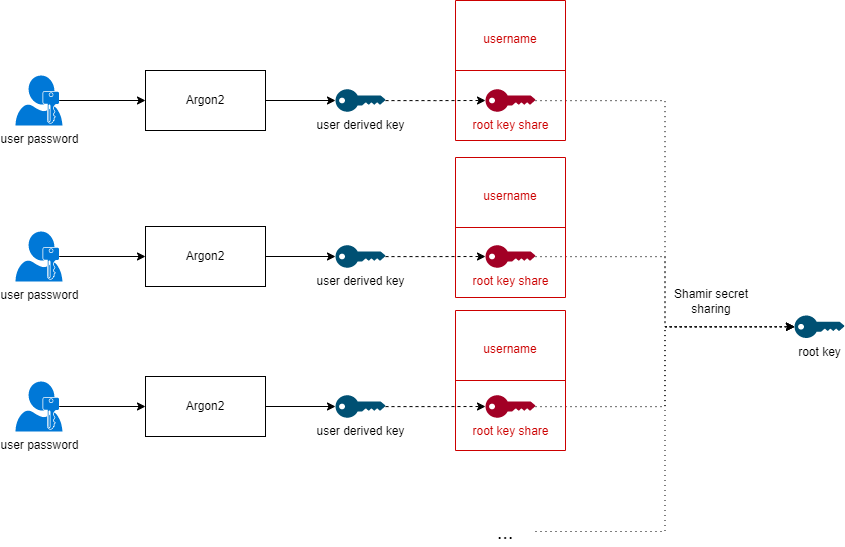 username
Argon2
user password
user derived key
root key share
username
Argon2
user password
user derived key
root key share
Shamir secret
sharing
root key
username
Argon2
user password
user derived key
root key share
...